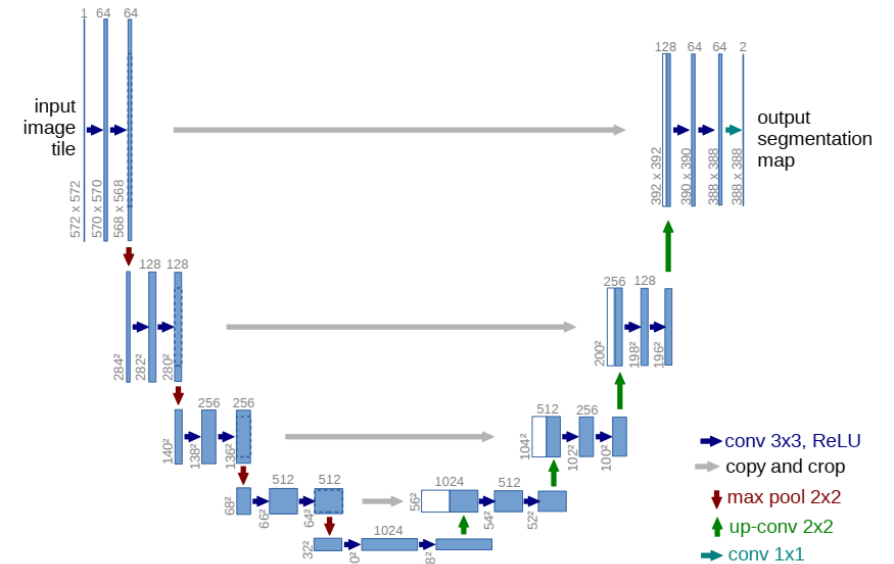 1 64 64
128 64 64 2
input
image
tile
output
segmentation
map
572 x 572
570 x 570
568 x 568
392 x 392
390 x 390
388 x 388
388 x 388
128 128
256 128
284²
282²
280²
200²
198²
196²
256 256
512 256
140²
138²
136²
104²
102²
100²
512 512
1024 512
68²
66²
64²
56²
54²
52²
1024
32²
0²
8²
conv 3x3, ReLU
copy and crop
max pool 2x2
up-conv 2x2
conv 1x1